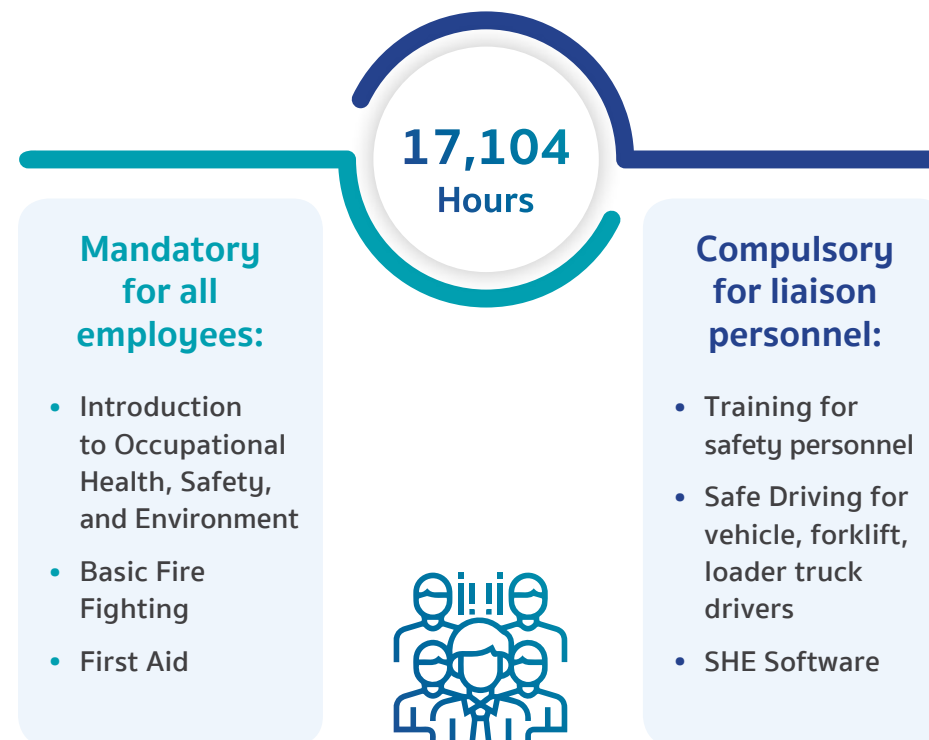 17,104
Hours
Mandatory
for all
employees:
• Introduction
to Occupational
Health, Safety,
and Environment
• Basic Fire
Fighting
• First Aid
Compulsory
for liaison
personnel:
• Training for
safety personnel
• Safe Driving for
vehicle, forklift,
loader truck
drivers
• SHE Software